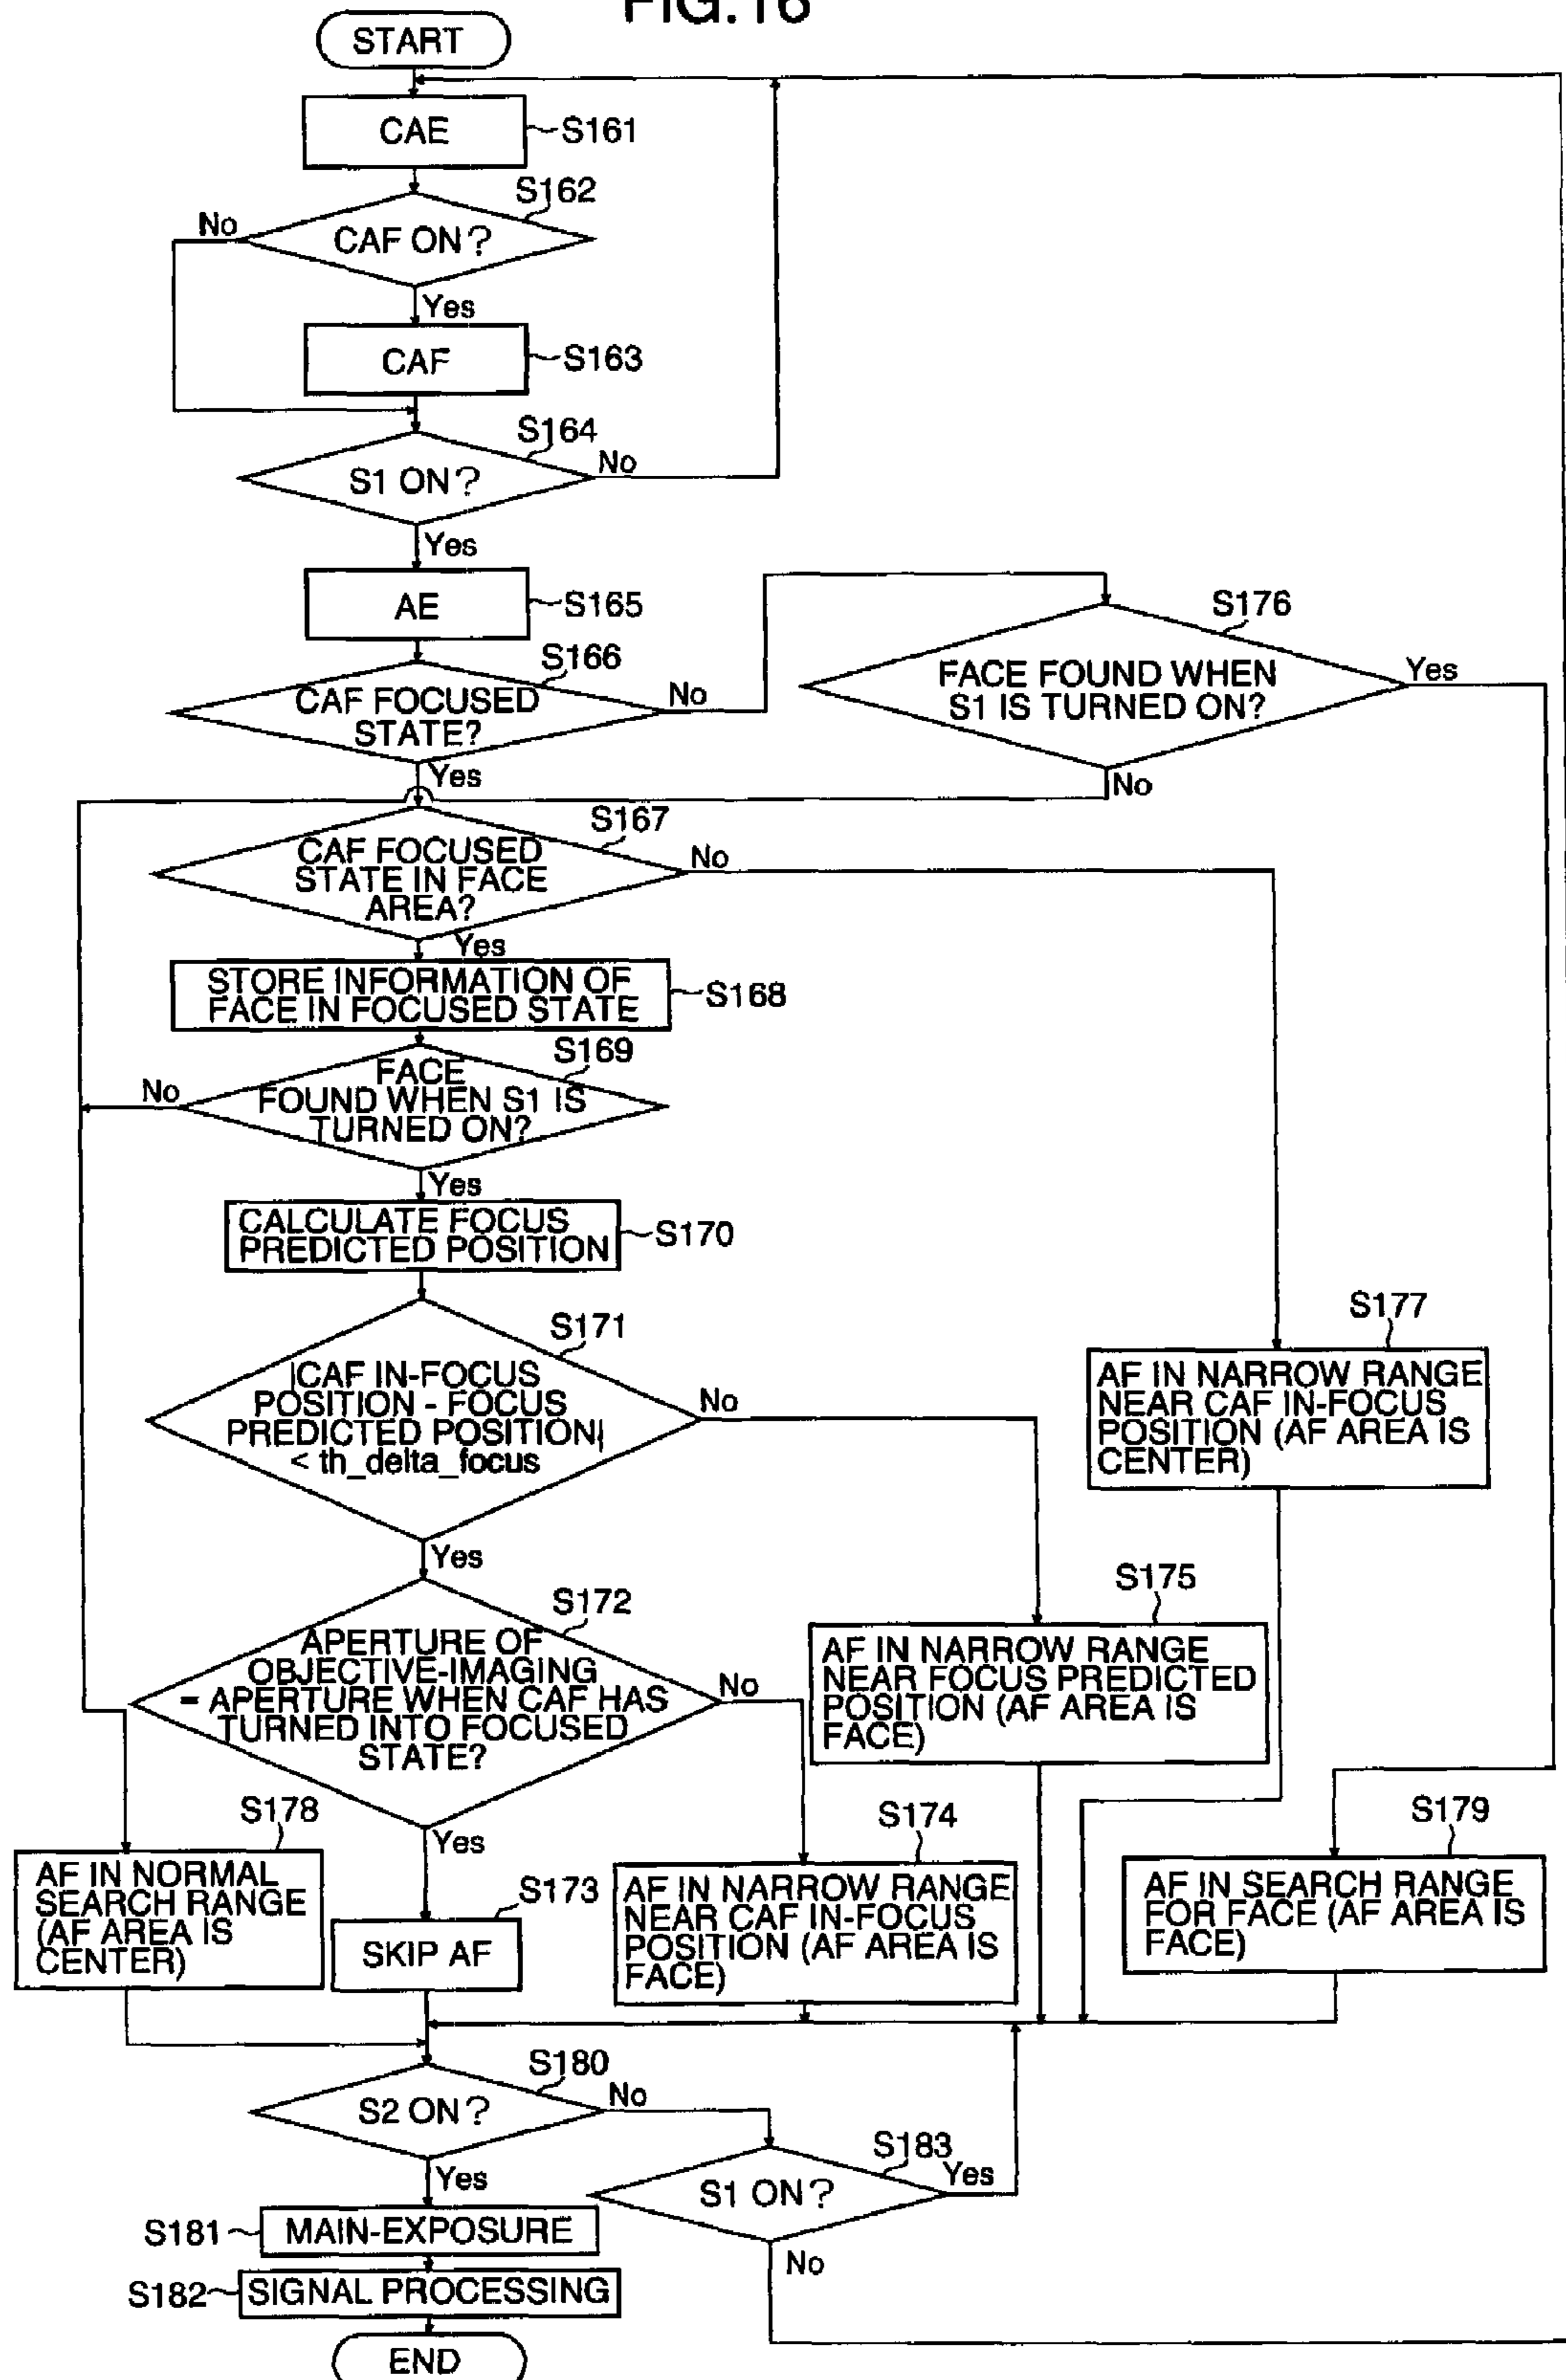 FIG.16
START
CAE
S161
S162
No
CAF ON?
Yes
CAF
S163
S164
No
S1 ON?
Yes
AE
S165
S166
CAF FOCUSED
STATE?
No
Yes
S176
FACE FOUND WHEN
S1 IS TURNED ON?
Yes
No
S167
CAF FOCUSED
STATE IN FACE
AREA?
No
Yes
STORE INFORMATION OF
FACE IN FOCUSED STATE
S168
S169
No
FACE
FOUND WHEN S1 IS
TURNED ON?
Yes
CALCULATE FOCUS
PREDICTED POSITION
S170
S171
|CAF IN-FOCUS
POSITION - FOCUS
PREDICTED POSITION|
< th_delta_focus
No
Yes
S177
AF IN NARROW RANGE
NEAR CAF IN-FOCUS
POSITION (AF AREA IS
CENTER)
S172
APERTURE OF
OBJECTIVE-IMAGING
= APERTURE WHEN CAF HAS
TURNED INTO FOCUSED
STATE?
No
Yes
S175
AF IN NARROW RANGE
NEAR FOCUS PREDICTED
POSITION (AF AREA IS
FACE)
S178
AF IN NORMAL
SEARCH RANGE
(AF AREA IS
CENTER)
S173
SKIP AF
S174
AF IN NARROW RANGE
NEAR CAF IN-FOCUS
POSITION (AF AREA IS
FACE)
S179
AF IN SEARCH RANGE
FOR FACE (AF AREA IS
FACE)
S180
S2 ON?
No
Yes
S183
S1 ON?
Yes
No
S181
MAIN-EXPOSURE
S182
SIGNAL PROCESSING
END